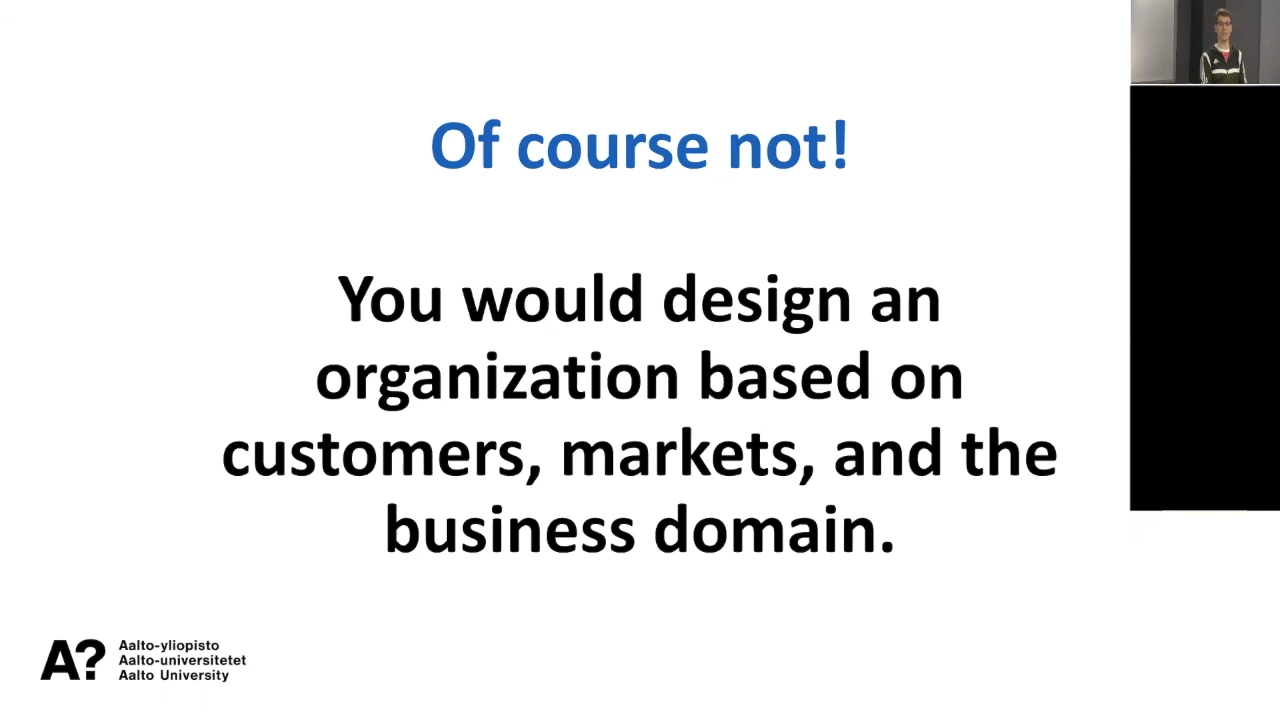 Of course not!
You would design an
organization based on
customers, markets, and the
business domain.
A?
Aalto-yliopisto
Aalto-universitetet
Aalto University